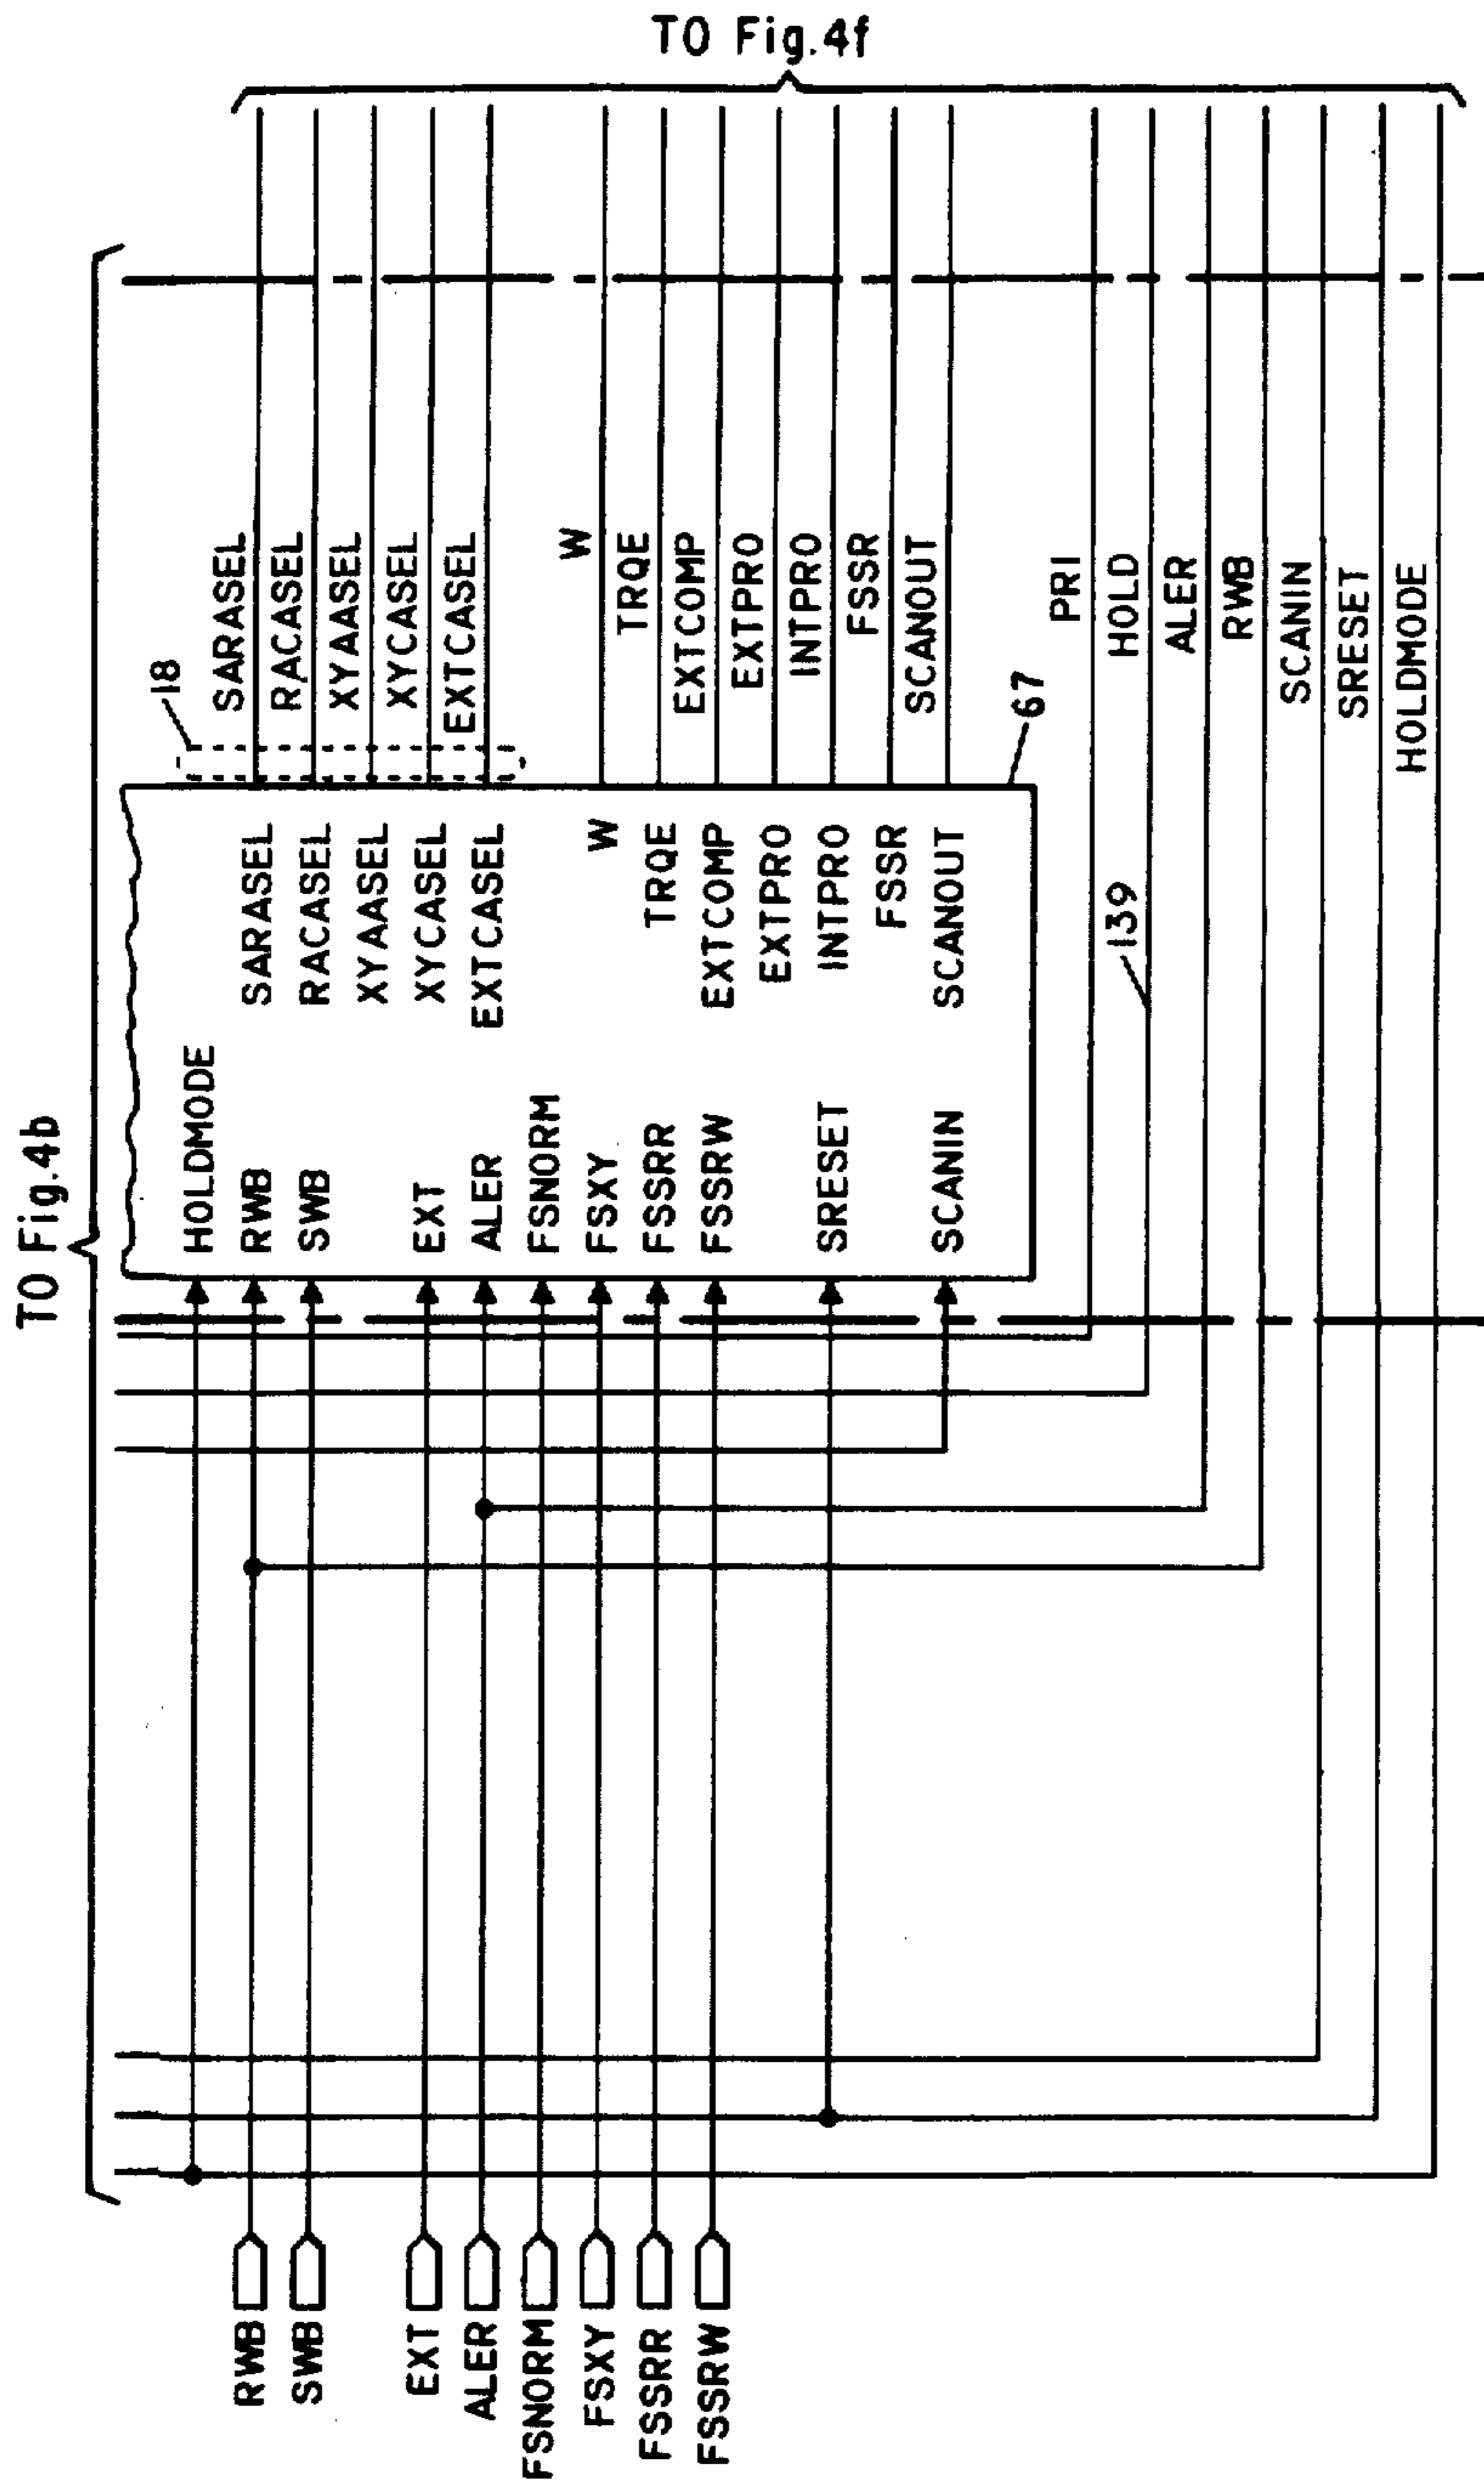 TO Fig.4b
TO Fig.4f
RWB
SWB
EXT
ALER
FSNORM
FSXY
FSSRR
FSSRW
HOLDMODE
RWB
SWB
EXT
ALER
FSNORM
FSXY
FSSRR
FSSRW
SRESET
SCANIN
SARASEL
RACASEL
XYAASEL
XYCASEL
EXTCASEL
W
TRQE
EXTCOMP
EXTPRO
INTPRO
FSSR
SCANOUT
18
SARASEL
RACASEL
XYAASEL
XYCASEL
EXTCASEL
W
TRQE
EXTCOMP
EXTPRO
INTPRO
FSSR
SCANOUT
67
139
PRI
HOLD
ALER
RWB
SCANIN
SRESET
HOLDMODE